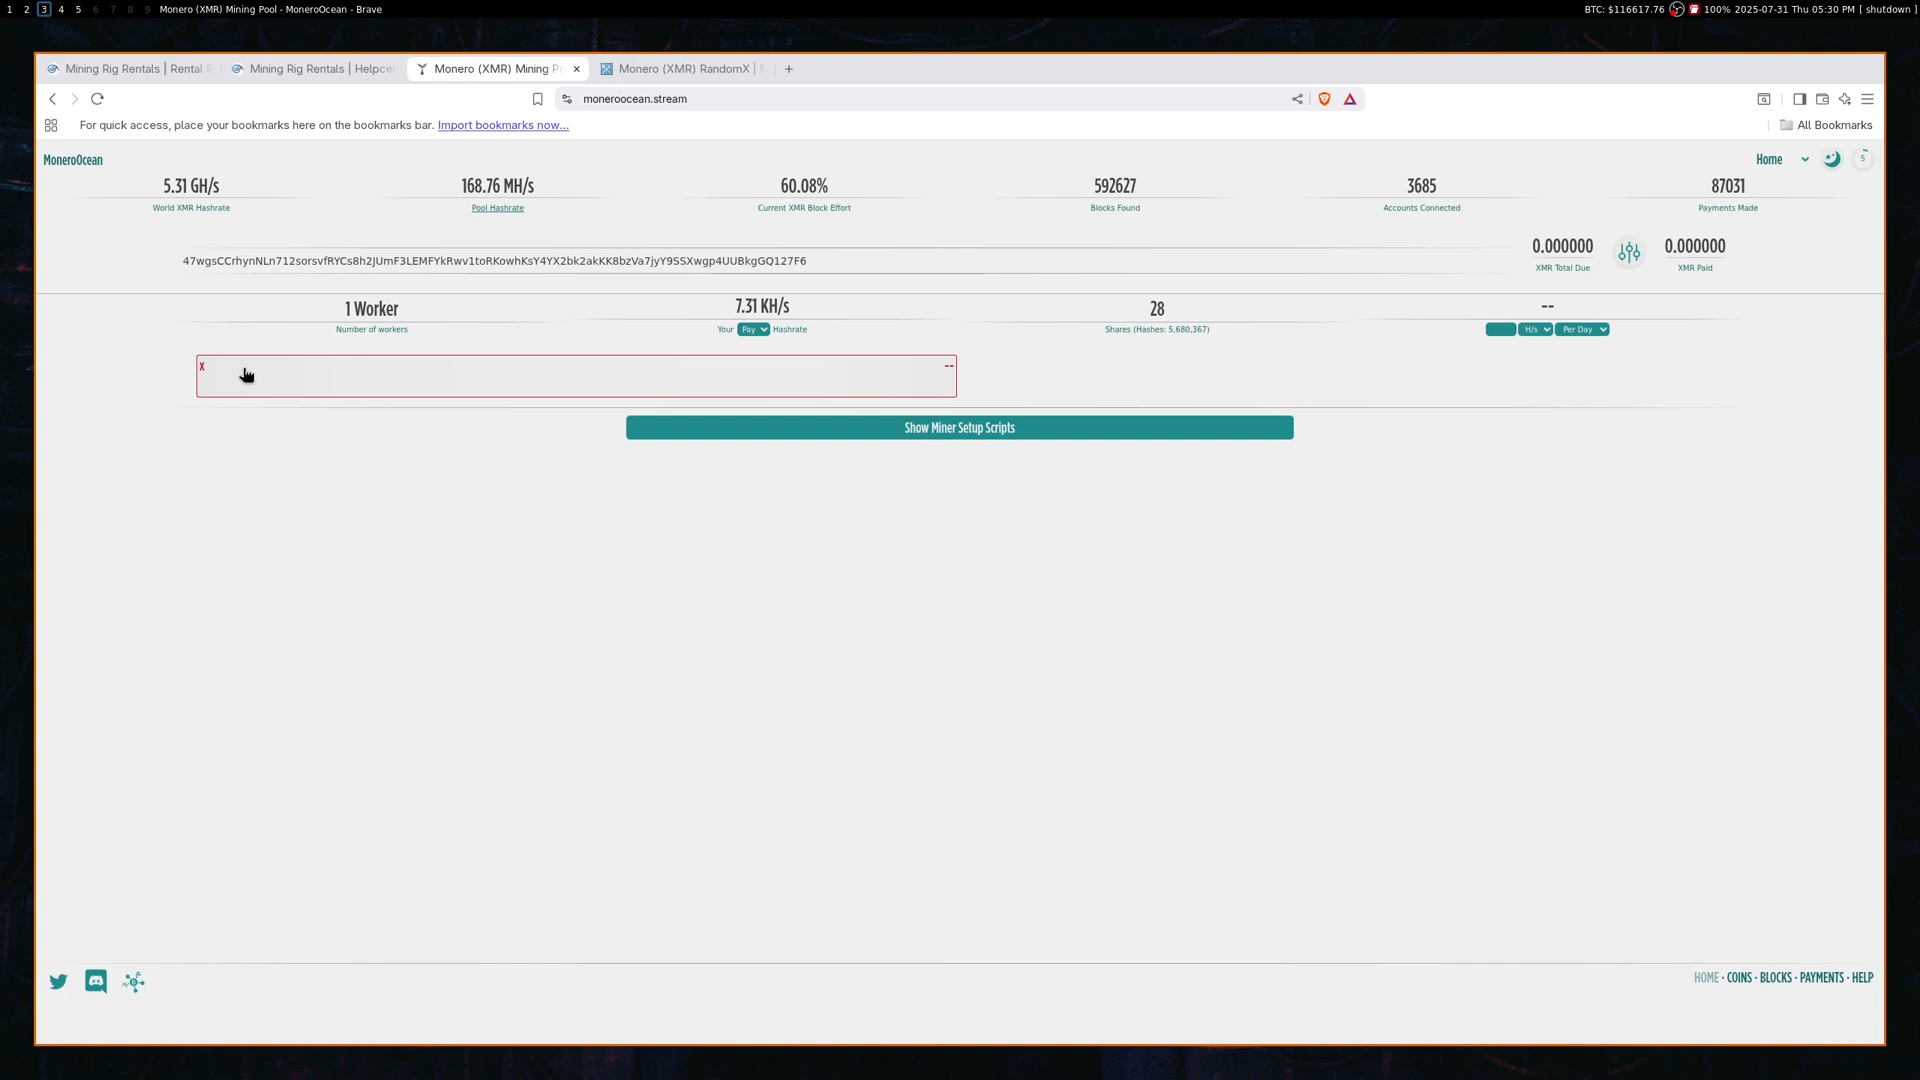 1 2 3 4 5 6 7 8 9 Monero (XMR) Mining Pool - MoneroOcean - Brave BTC: $116617.76 100% 2025-07-31 Thu 05:30 PM [ shutdown ]
Mining Rig Rentals | Rental Mining Rig Rentals | Helpce Monero (XMR) Mining P Monero (XMR) RandomX |
moneroocean.stream
For quick access, place your bookmarks here on the bookmarks bar. Import bookmarks now... All Bookmarks
MoneroOcean Home 5
5.31 GH/s 168.76 MH/s 60.08% 592627 3685 87031
World XMR Hashrate Pool Hashrate Current XMR Block Effort Blocks Found Accounts Connected Payments Made
0.000000 0.000000
47wgsCCrhynNLn712sorsvfRYCs8h2JUmF3LEMFYkRwv1toRKowhKsY4YX2bk2akKK8bzVa7jyY9SSXwgp4UUBkgGQ127F6
XMR Total Due XMR Paid
1 Worker 7.31 KH/s 28 --
Number of workers Your Pay Hashrate Shares (Hashes: 5,680,367) H/s Per Day
X --
Show Miner Setup Scripts
HOME · COINS · BLOCKS · PAYMENTS · HELP